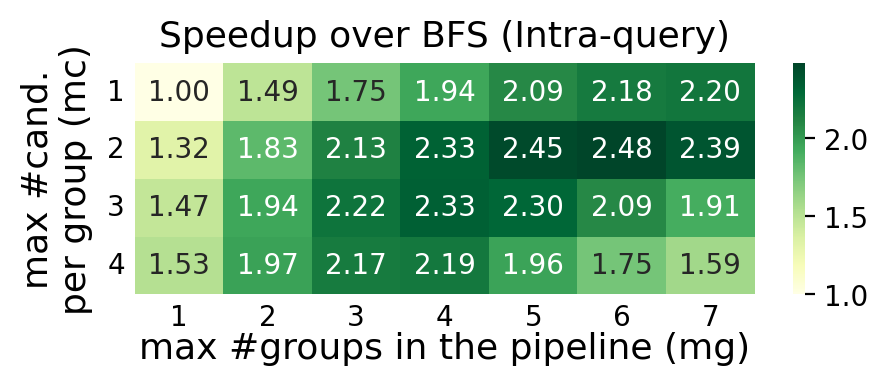 Speedup over BFS (Intra-query)
max #cand.
per group (mc)
1 1.00 1.49 1.75 1.94 2.09 2.18 2.20
2 1.32 1.83 2.13 2.33 2.45 2.48 2.39
3 1.47 1.94 2.22 2.33 2.30 2.09 1.91
4 1.53 1.97 2.17 2.19 1.96 1.75 1.59
1 2 3 4 5 6 7
max #groups in the pipeline (mg)
2.0
1.5
1.0